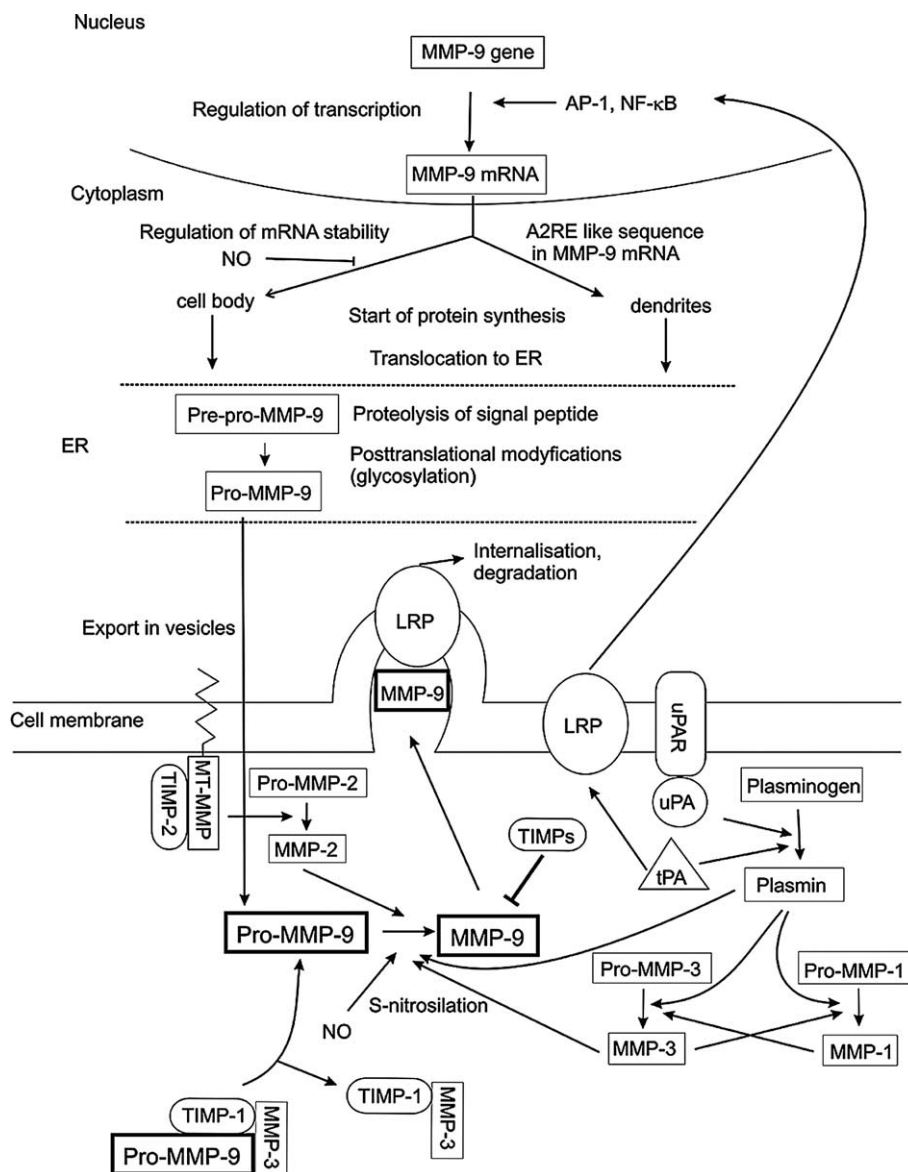 Nucleus
MMP-9 gene
Regulation of transcription
AP-1, NF-κB
MMP-9 mRNA
Cytoplasm
Regulation of mRNA stability
A2RE like sequence
in MMP-9 mRNA
NO
cell body
dendrites
Start of protein synthesis
Translocation to ER
Pre-pro-MMP-9
Proteolysis of signal peptide
ER
Posttranslational modyfications
(glycosylation)
Pro-MMP-9
Internalisation,
degradation
LRP
Export in vesicles
MMP-9
Cell membrane
LRP
uPAR
TIMP-2
MT-MMP
Pro-MMP-2
uPA
Plasminogen
MMP-2
TIMPs
tPA
Plasmin
Pro-MMP-9
MMP-9
Pro-MMP-3
Pro-MMP-1
S-nitrosilation
NO
MMP-3
MMP-1
TIMP-1
MMP-3
TIMP-1
MMP-3
Pro-MMP-9